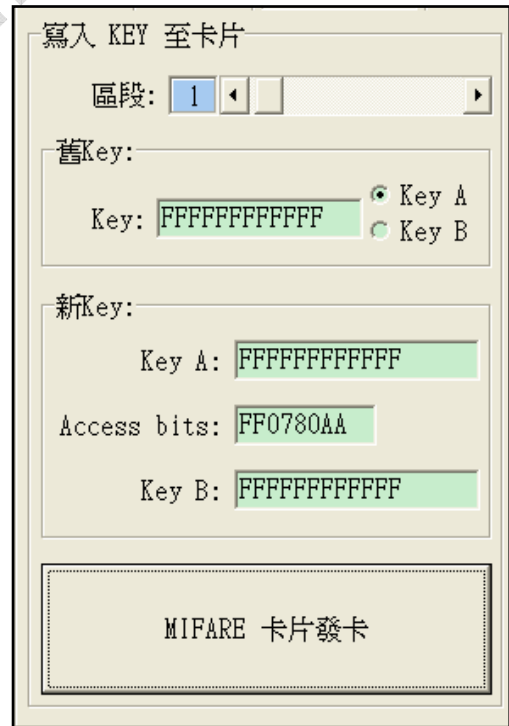 寫入 KEY 至卡片
區段: 1
舊Key:
Key: FFFFFFFFFFFF
Key A
Key B
新Key:
Key A: FFFFFFFFFFFF
Access bits: FF0780AA
Key B: FFFFFFFFFFFF
MIFARE 卡片發卡